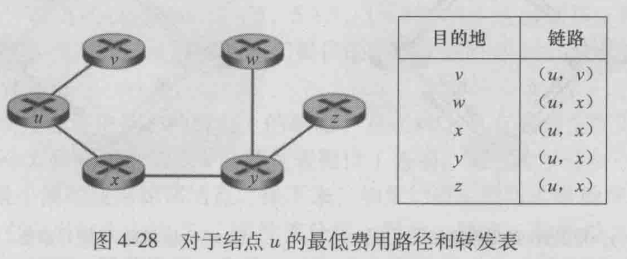 v
w
u
z
x
y
目的地 链路
v (u, v)
w (u, x)
x (u, x)
y (u, x)
z (u, x)
图 4-28 对于结点 u 的最低费用路径和转发表